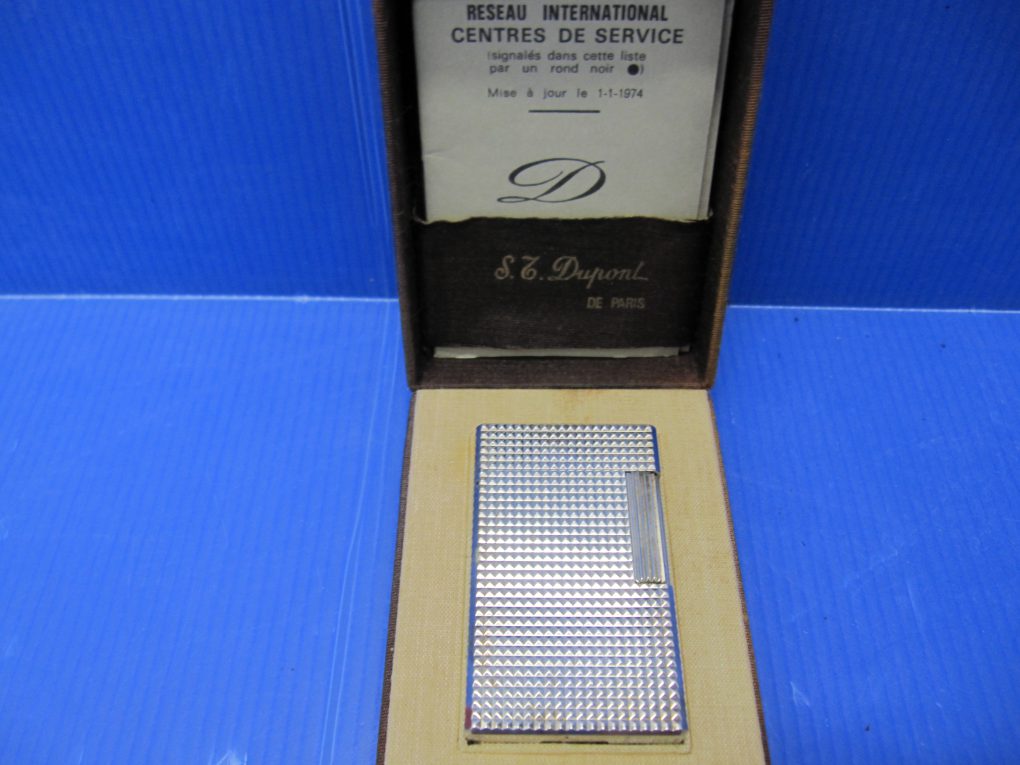 RESEAU INTERNATIONAL
CENTRES DE SERVICE
(signalés dans cette liste
par un rond noir ●)
Mise à jour le 1-1-1974
D
S.T. Dupont
DE PARIS